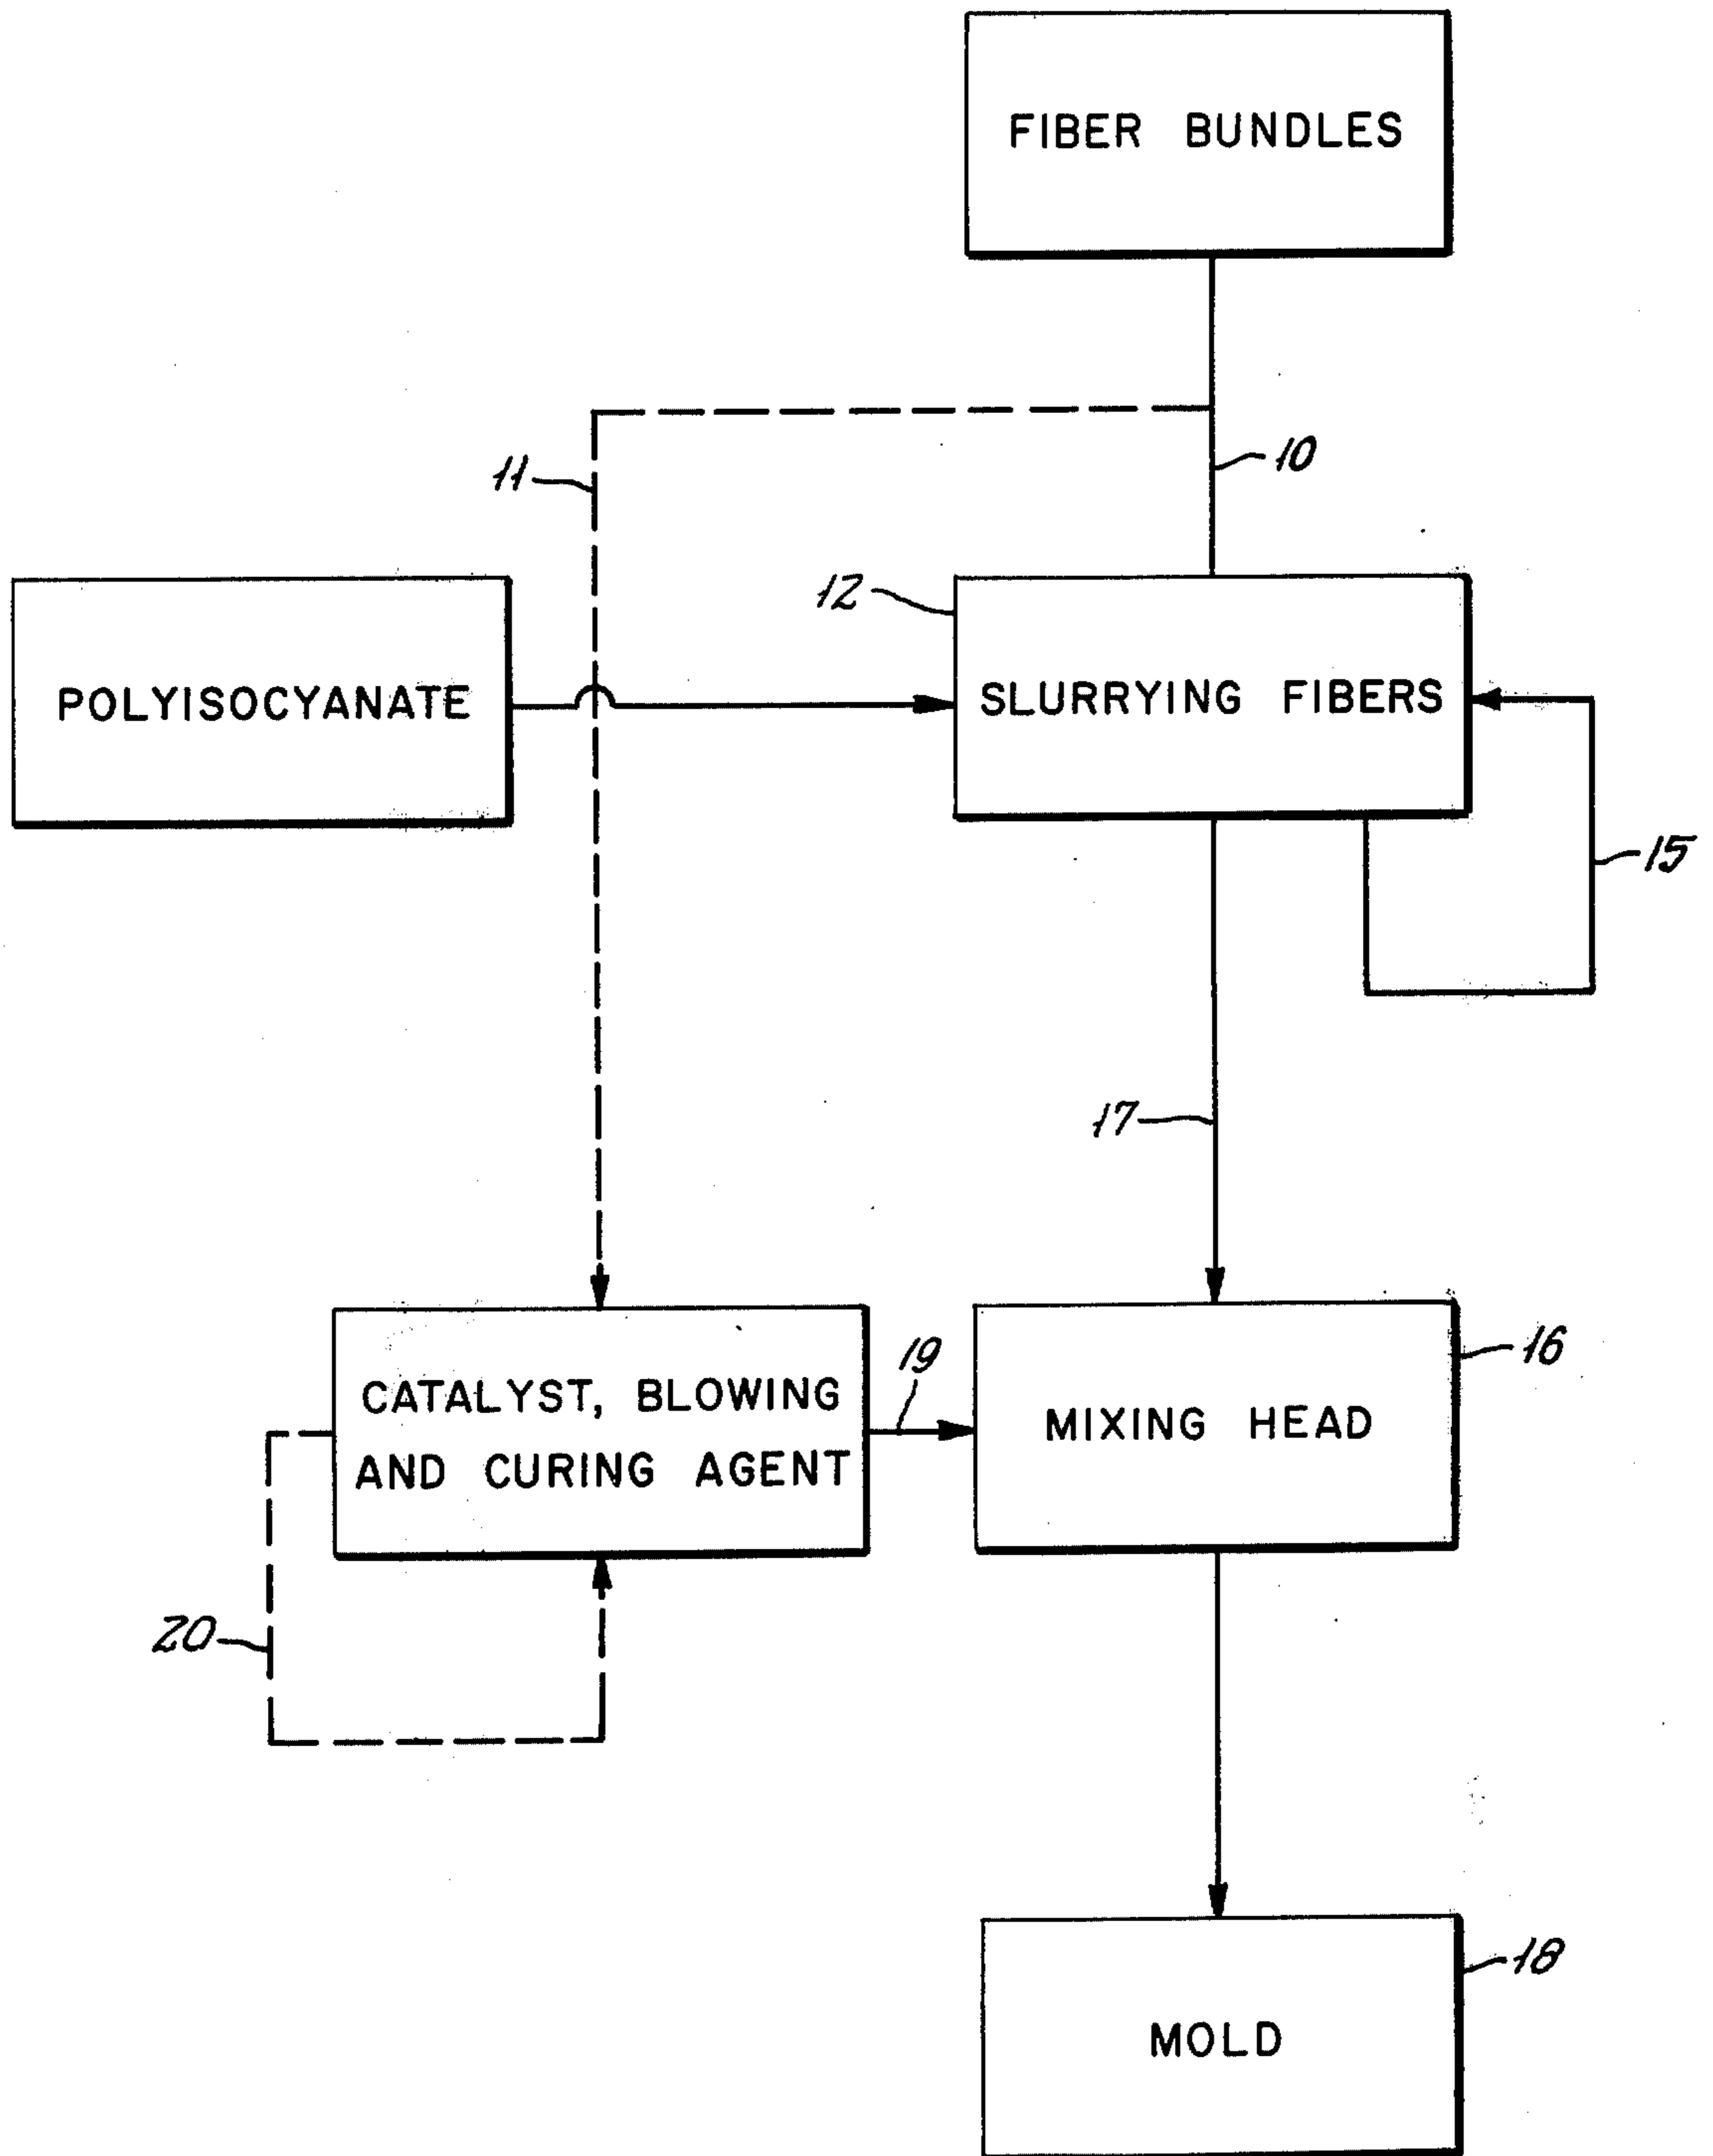 FIBER BUNDLES
10
11
12
POLYISOCYANATE
SLURRYING FIBERS
15
17
CATALYST, BLOWING
AND CURING AGENT
19
MIXING HEAD
16
20
18
MOLD